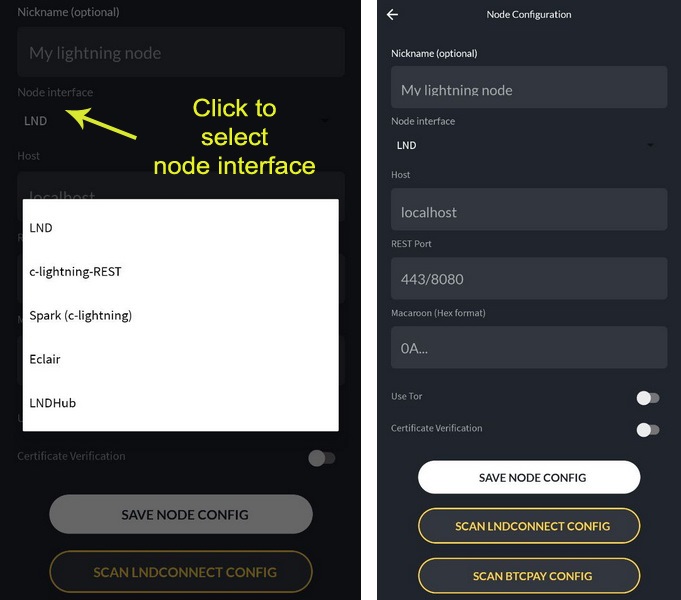 Nickname (optional)
My lightning node
Node interface
LND
Click to
select
node interface
Host
localhost
LND
c-lightning-REST
Spark (c-lightning)
Eclair
LNDHub
Certificate Verification
SAVE NODE CONFIG
SCAN LNDCONNECT CONFIG
Node Configuration
Nickname (optional)
My lightning node
Node interface
LND
Host
localhost
REST Port
443/8080
Macaroon (Hex format)
0A...
Use Tor
Certificate Verification
SAVE NODE CONFIG
SCAN LNDCONNECT CONFIG
SCAN BTCPAY CONFIG